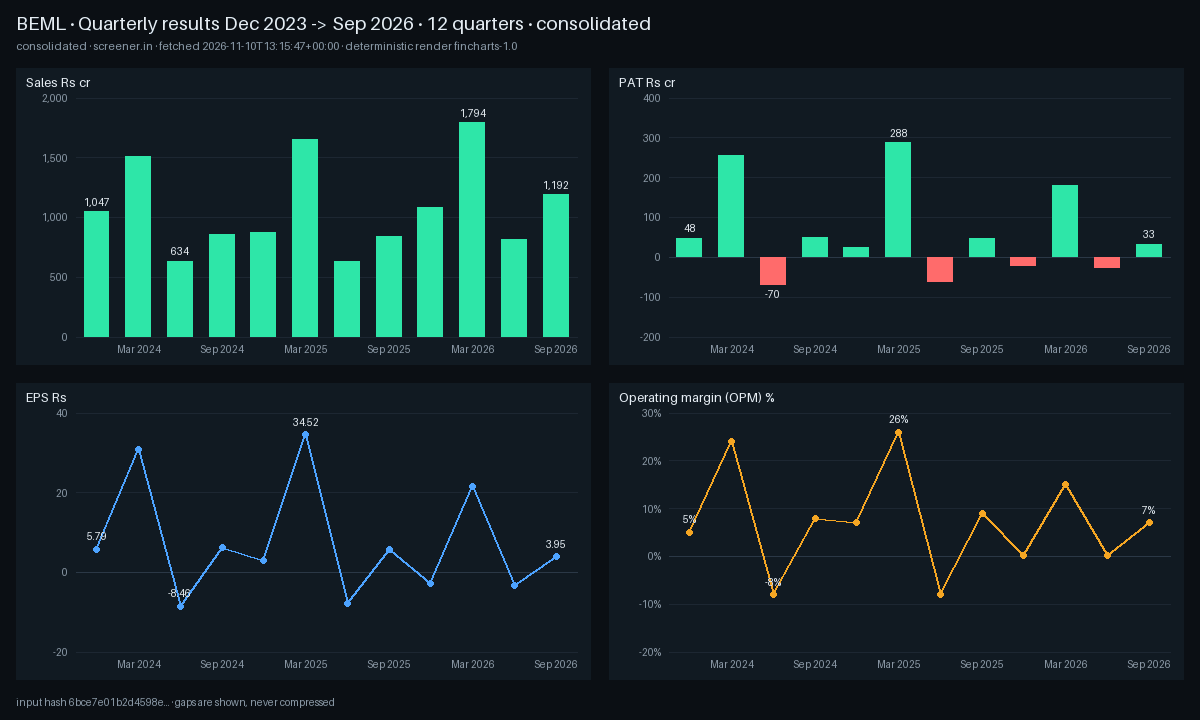 BEML · Quarterly results Dec 2023 -> Sep 2026 · 12 quarters · consolidated
consolidated · screener.in · fetched 2026-11-10T13:15:47+00:00 · deterministic render fincharts-1.0
Sales Rs cr
2,000
1,500
1,000
500
0
1,047
634
1,794
1,192
Mar 2024
Sep 2024
Mar 2025
Sep 2025
Mar 2026
Sep 2026
PAT Rs cr
400
300
200
100
0
-100
-200
48
-70
288
33
Mar 2024
Sep 2024
Mar 2025
Sep 2025
Mar 2026
Sep 2026
EPS Rs
40
20
0
-20
5.79
-8.46
34.52
3.95
Mar 2024
Sep 2024
Mar 2025
Sep 2025
Mar 2026
Sep 2026
Operating margin (OPM) %
30%
20%
10%
0%
-10%
-20%
5%
-8%
26%
7%
Mar 2024
Sep 2024
Mar 2025
Sep 2025
Mar 2026
Sep 2026
input hash 6bce7e01b2d4598e… · gaps are shown, never compressed